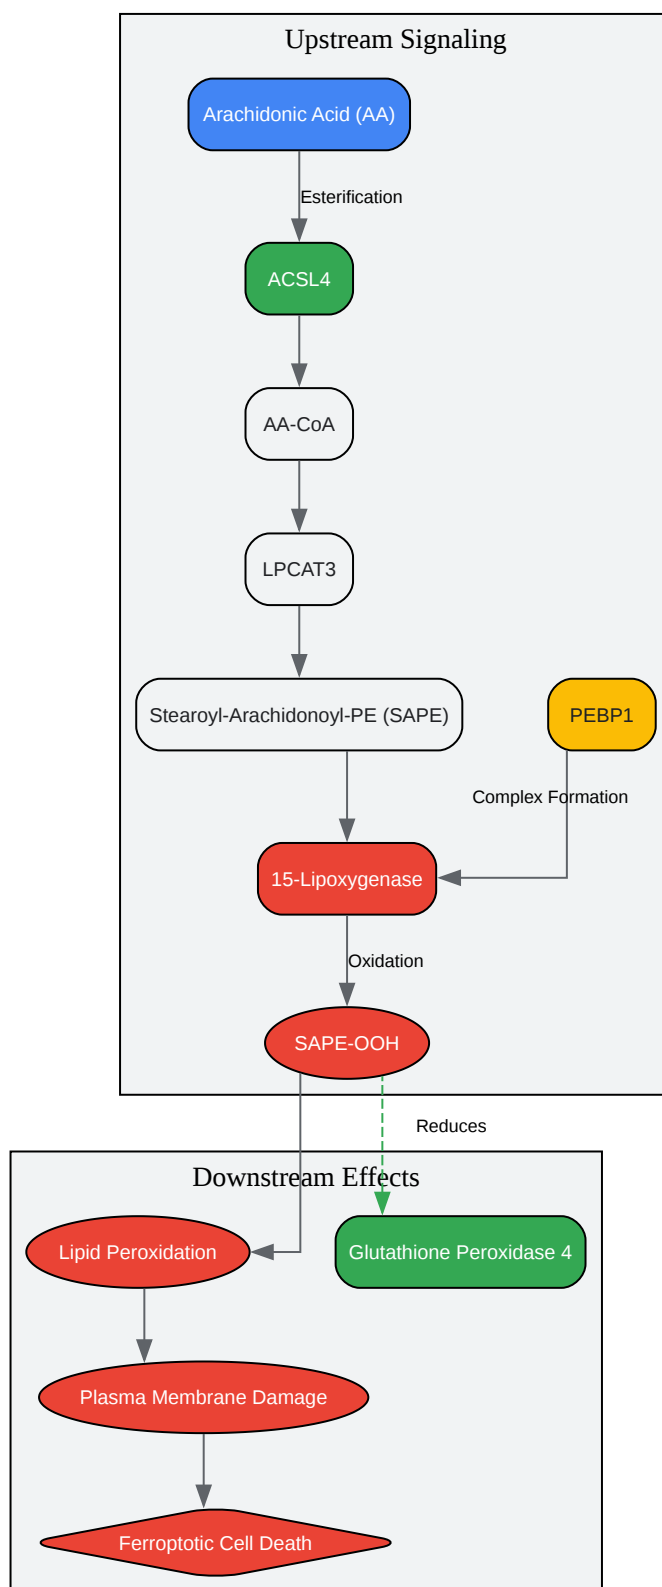 Upstream Signaling
Arachidonic Acid (AA)
Esterification
ACSL4
AA-CoA
LPCAT3
Stearoyl-Arachidonoyl-PE (SAPE)
PEBP1
Complex Formation
15-Lipoxygenase
Oxidation
SAPE-OOH
Reduces
Downstream Effects
Lipid Peroxidation
Glutathione Peroxidase 4
Plasma Membrane Damage
Ferroptotic Cell Death